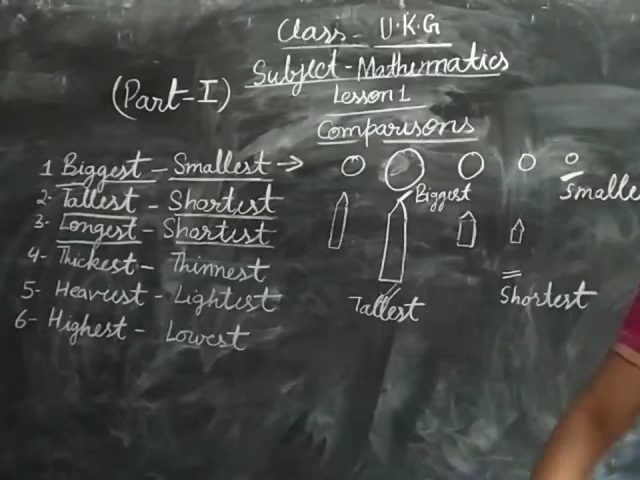 Class - U.K.G
Subject - Mathematics
(Part-I)
Lesson 1
Comparisons
1 Biggest - Smallest →
2. Tallest - Shortest
3. Longest - Shortest
4- Thickest - Thinnest
5- Heaviest - Lightest
6- Highest - Lowest
Biggest
Smalle
Tallest
Shortest